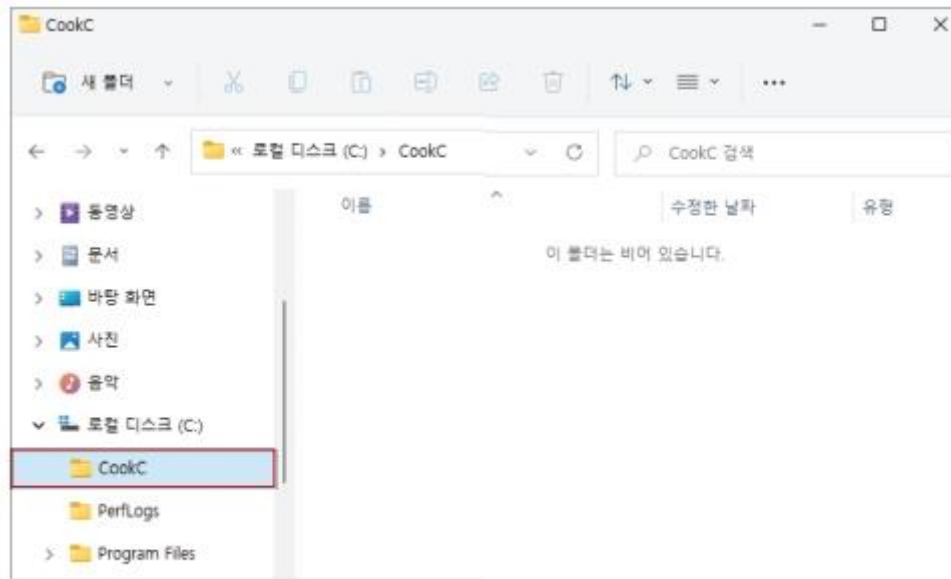 CookC
새 폴더
« 로컬 디스크 (C:) > CookC
CookC 검색
이름
수정한 날짜
유형
이 폴더는 비어 있습니다.
동영상
문서
바탕 화면
사진
음악
로컬 디스크 (C:)
CookC
PerfLogs
Program Files